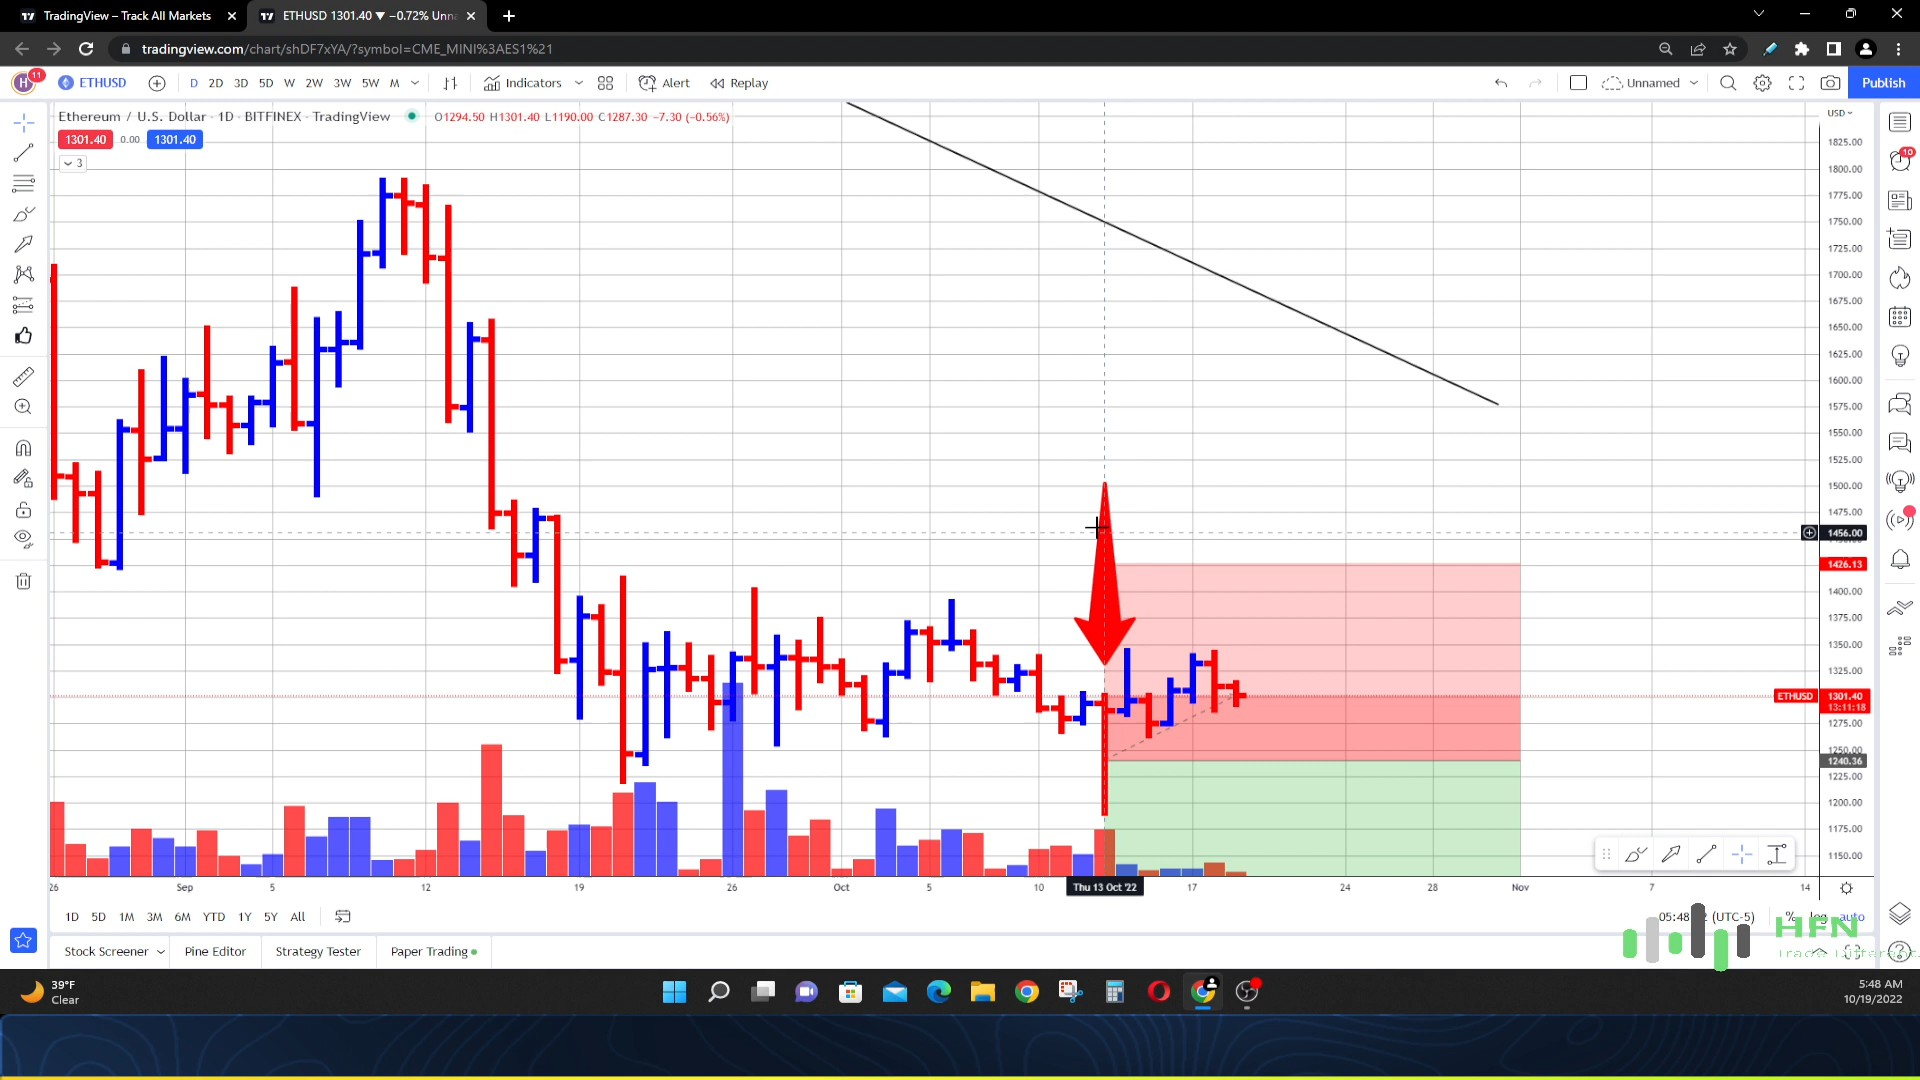 TradingView – Track All Markets
ETHUSD 1301.40 ▼ −0.72% Unna
tradingview.com/chart/shDF7xYA/?symbol=CME_MINI%3AES1%21
H 11 ETHUSD D 2D 3D 5D W 2W 3W 5W M Indicators Alert Replay Unnamed Publish
Ethereum / U.S. Dollar · 1D · BITFINEX · TradingView O1294.50 H1301.40 L1190.00 C1287.30 −7.30 (−0.56%)
1301.40 0.00 1301.40
3
USD
1825.00
1800.00
1775.00
1750.00
1725.00
1700.00
1675.00
1650.00
1625.00
1600.00
1575.00
1550.00
1525.00
1500.00
1475.00
1456.00
1426.13
1400.00
1375.00
1350.00
1325.00
ETHUSD 1301.40
13:11:18
1275.00
1250.00
1240.36
1225.00
1200.00
1175.00
1150.00
10
26 Sep 5 12 19 26 Oct 5 10 Thu 13 Oct '22 17 24 28 Nov 7 14
1D 5D 1M 3M 6M YTD 1Y 5Y All (UTC-5) % log auto
Stock Screener Pine Editor Strategy Tester Paper Trading
HFN
39°F
Clear
5:48 AM
10/19/2022